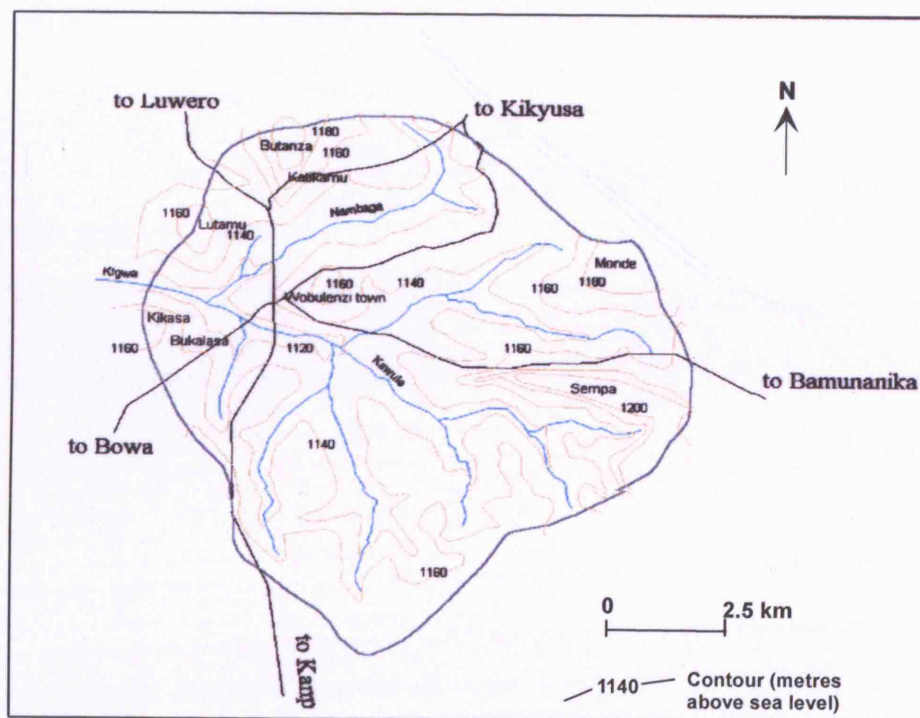 N
to Luwero
to Kikyusa
1180
Butanza
1160
Katikamu
Nambaga
1160
Lutamu
1140
Monde
Kigwa
1160
1140
1160
1180
Wobulenzi town
Kikasa
Bukalasa
1120
1160
1160
Kawule
Sempa
1200
to Bamunanika
to Bowa
1140
1160
0 2.5 km
to Kamp
1140 Contour (metres
above sea level)